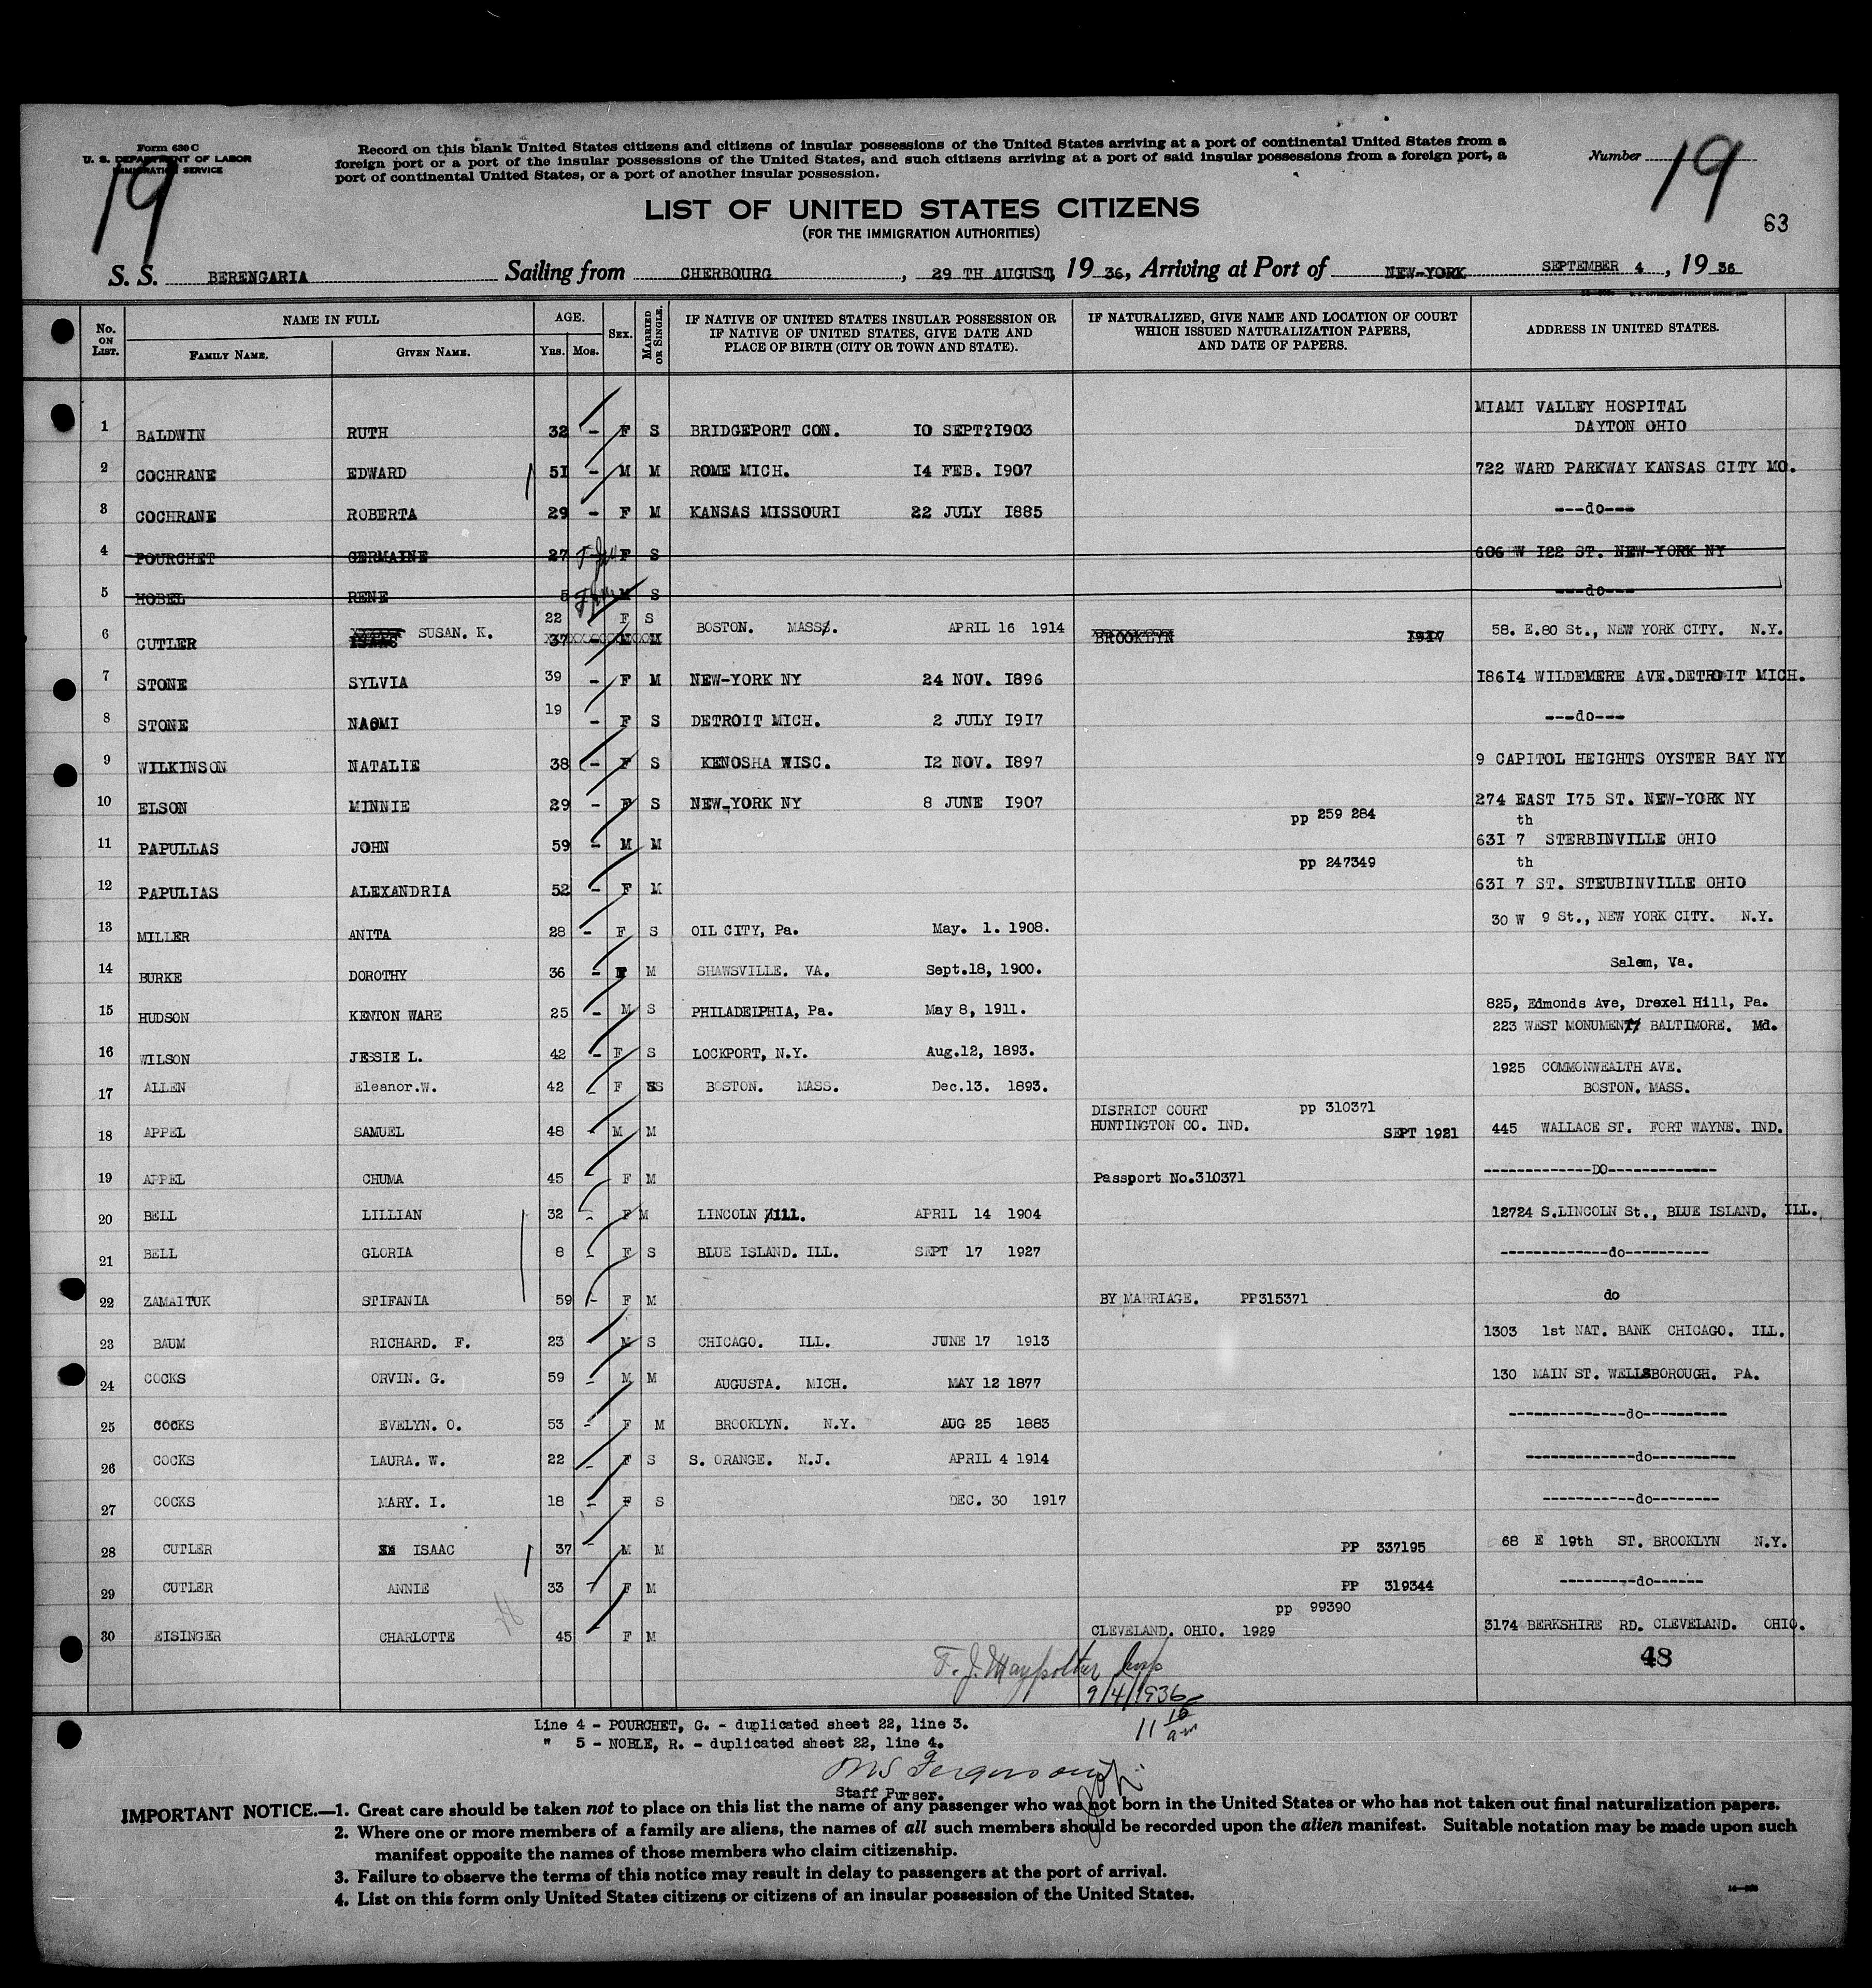 Form 630 C
U. S. DEPARTMENT OF LABOR
IMMIGRATION SERVICE
19
Record on this blank United States citizens and citizens of insular possessions of the United States arriving at a port of continental United States from a
foreign port or a port of the insular possessions of the United States, and such citizens arriving at a port of said insular possessions from a foreign port, a
port of continental United States, or a port of another insular possession.
Number 19
LIST OF UNITED STATES CITIZENS
(FOR THE IMMIGRATION AUTHORITIES)
63
S. S. BERENGARIA Sailing from CHERBOURG, 29 TH AUGUST, 19 36, Arriving at Port of NEW-YORK SEPTEMBER 4, 19 36
No. ON LIST. NAME IN FULL AGE. SEX. MARRIED OR SINGLE. IF NATIVE OF UNITED STATES INSULAR POSSESSION OR IF NATIVE OF UNITED STATES, GIVE DATE AND PLACE OF BIRTH (CITY OR TOWN AND STATE). IF NATURALIZED, GIVE NAME AND LOCATION OF COURT WHICH ISSUED NATURALIZATION PAPERS, AND DATE OF PAPERS. ADDRESS IN UNITED STATES.
FAMILY NAME. GIVEN NAME. YRS. MOS.
MIAMI VALLEY HOSPITAL
1 BALDWIN RUTH 32 - F S BRIDGEPORT CON. 10 SEPT?1903 DAYTON OHIO
2 COCHRANE EDWARD 51 - M M ROME MICH. 14 FEB. 1907 722 WARD PARKWAY KANSAS CITY MO.
3 COCHRANE ROBERTA 29 - F M KANSAS MISSOURI 22 JULY 1885 ---do---
4 POURCHET GERMAINE 27 F S 606 W 122 ST. NEW-YORK NY
5 HOBEL RENE 5 M S ---do---
22 F S
6 CUTLER ISAAC SUSAN. K. 37 M M BOSTON. MASS. APRIL 16 1914 BROOKLYN 1917 58. E.80 St., NEW YORK CITY. N.Y.
7 STONE SYLVIA 39 - F M NEW-YORK NY 24 NOV. 1896 18614 WILDEMERE AVE.DETROIT MICH.
8 STONE NAOMI 19 - F S DETROIT MICH. 2 JULY 1917 ---do---
9 WILKINSON NATALIE 38 - F S KENOSHA WISC. 12 NOV. 1897 9 CAPITOL HEIGHTS OYSTER BAY NY
10 ELSON MINNIE 29 - F S NEW-YORK NY 8 JUNE 1907 274 EAST 175 ST. NEW-YORK NY
pp 259 284 th
11 PAPULLAS JOHN 59 - M M 631 7 STERBINVILLE OHIO
pp 247349 th
12 PAPULIAS ALEXANDRIA 52 - F M 631 7 ST. STEUBINVILLE OHIO
13 MILLER ANITA 28 - F S OIL CITY, Pa. May. 1. 1908. 30 W 9 St., NEW YORK CITY. N.Y.
14 BURKE DOROTHY 36 - F M SHAWSVILLE. VA. Sept.18, 1900. Salem, Va.
15 HUDSON KENTON WARE 25 - M S PHILADELPHIA, Pa. May 8, 1911. 825, Edmonds Ave, Drexel Hill, Pa.
223 WEST MONUMENT BALTIMORE. Md.
16 WILSON JESSIE L. 42 - F S LOCKPORT, N.Y. Aug.12, 1893.
17 ALLEN Eleanor.W. 42 F S BOSTON. MASS. Dec.13. 1893. 1925 COMMONWEALTH AVE.
BOSTON. MASS.
DISTRICT COURT pp 310371
18 APPEL SAMUEL 48 - M M HUNTINGTON CO. IND. SEPT 1921 445 WALLACE ST. FORT WAYNE. IND.
19 APPEL CHUMA 45 - F M Passport No.310371 -------------DO-------------
20 BELL LILLIAN 32 - F M LINCOLN Ill. APRIL 14 1904 12724 S.LINCOLN St., BLUE ISLAND. ILL.
21 BELL GLORIA 8 - F S BLUE ISLAND. ILL. SEPT 17 1927 -------------do----------
22 ZAMAITUK STIFANIA 59 - F M BY MARRIAGE. PP315371 do
23 BAUM RICHARD. F. 23 - M S CHICAGO. ILL. JUNE 17 1913 1303 1st NAT. BANK CHICAGO. ILL.
24 COCKS ORVIN. G. 59 - M M AUGUSTA. MICH. MAY 12 1877 130 MAIN ST. WELLSBOROUGH. PA.
25 COCKS EVELYN. O. 53 - F M BROOKLYN. N.Y. AUG 25 1883 --------------do----------
26 COCKS LAURA. W. 22 - F S S. ORANGE. N.J. APRIL 4 1914 -------------do----------
27 COCKS MARY. I. 18 - F S DEC. 30 1917 -----------do--------
28 CUTLER ISAAC 37 - M M PP 337195 68 E 19th ST. BROOKLYN N.Y.
29 CUTLER ANNIE 33 - F M PP 319344 ---------do------
pp 99390
30 EISINGER CHARLOTTE 45 - F M CLEVELAND. OHIO. 1929 3174 BERKSHIRE RD. CLEVELAND. OHIO.
48
9/4/1936
11 10 am
Line 4 - POURCHET, G. - duplicated sheet 22, line 3.
" 5 - NOBLE, R. - duplicated sheet 22, line 4.
Staff Purser.
IMPORTANT NOTICE.—1. Great care should be taken not to place on this list the name of any passenger who was not born in the United States or who has not taken out final naturalization papers.
2. Where one or more members of a family are aliens, the names of all such members should be recorded upon the alien manifest. Suitable notation may be made upon such
manifest opposite the names of those members who claim citizenship.
3. Failure to observe the terms of this notice may result in delay to passengers at the port of arrival.
4. List on this form only United States citizens or citizens of an insular possession of the United States.